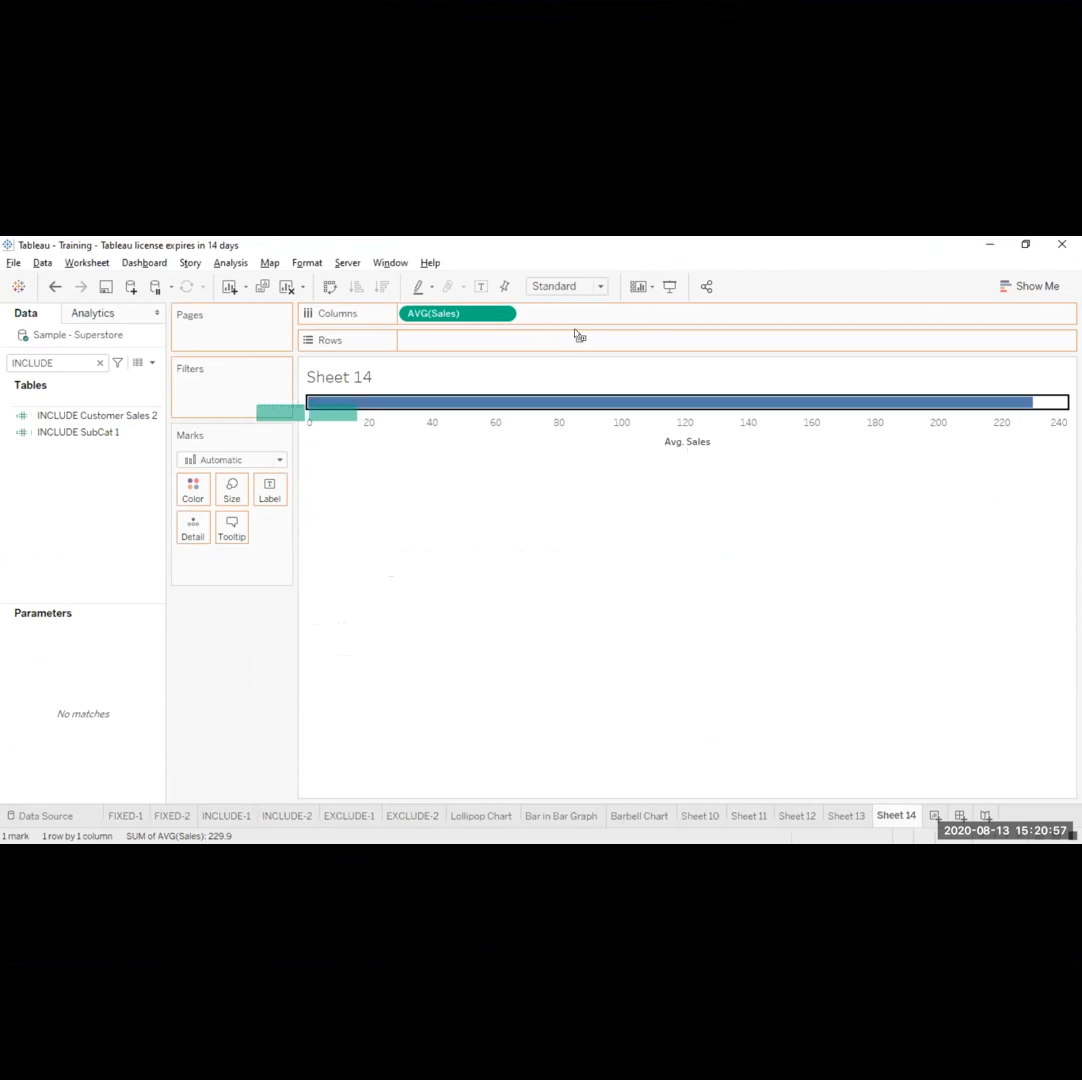 Tableau - Training - Tableau license expires in 14 days
File Data Worksheet Dashboard Story Analysis Map Format Server Window Help
Standard
Show Me
Data Analytics
Pages
Columns AVG(Sales)
Sample - Superstore
Rows
INCLUDE
Filters
Tables
Sheet 14
INCLUDE Customer Sales 2
INCLUDE SubCat 1
0 20 40 60 80 100 120 140 160 180 200 220 240
Avg. Sales
Marks
Automatic
Color Size Label
Detail Tooltip
Parameters
No matches
Data Source FIXED-1 FIXED-2 INCLUDE-1 INCLUDE-2 EXCLUDE-1 EXCLUDE-2 Lollipop Chart Bar in Bar Graph Barbell Chart Sheet 10 Sheet 11 Sheet 12 Sheet 13 Sheet 14
1 mark 1 row by 1 column SUM of AVG(Sales): 229.9
2020-08-13 15:20:57